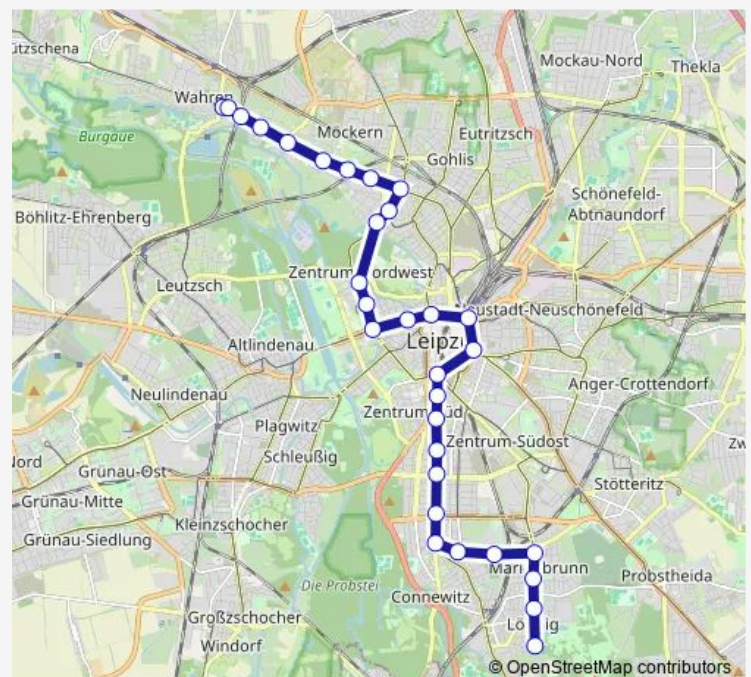 Mockau-Nord
Thekla
Wahren
Möckern
Eutritzsch
Burgaue
Gohlis
Schönefeld-
Abtnaundorf
Böhlitz-Ehrenberg
Leutzsch
Altlindenau
Neulindenau
Anger-Crottendorf
Plagwitz
Zentrum-Südost
Schleußig
Grünau-Ost
Stötteritz
Grünau-Mitte
Kleinzschocher
Grünau-Siedlung
Probstheida
Die Probstei
Connewitz
Großzschocher
Windorf
© OpenStreetMap contributors